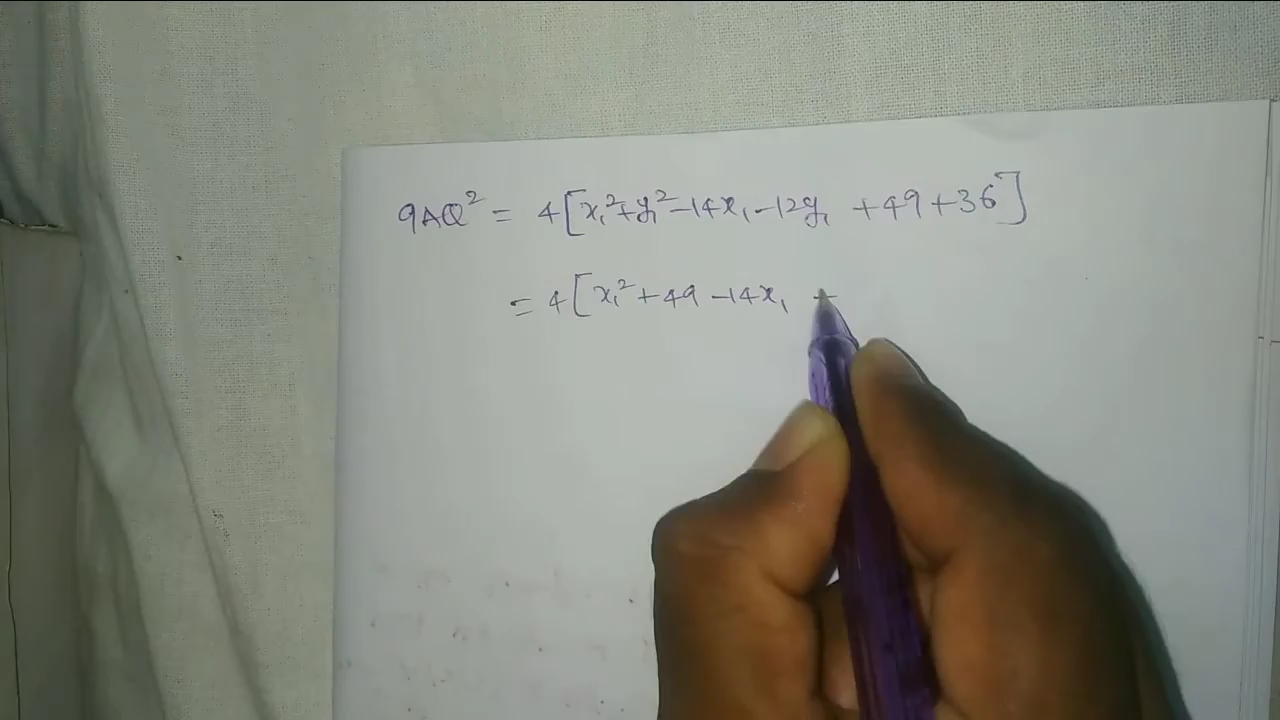 9AQ² = 4[x₁²+y₁²-14x₁-12y₁ +49+36]
= 4[x₁²+49-14x₁ +